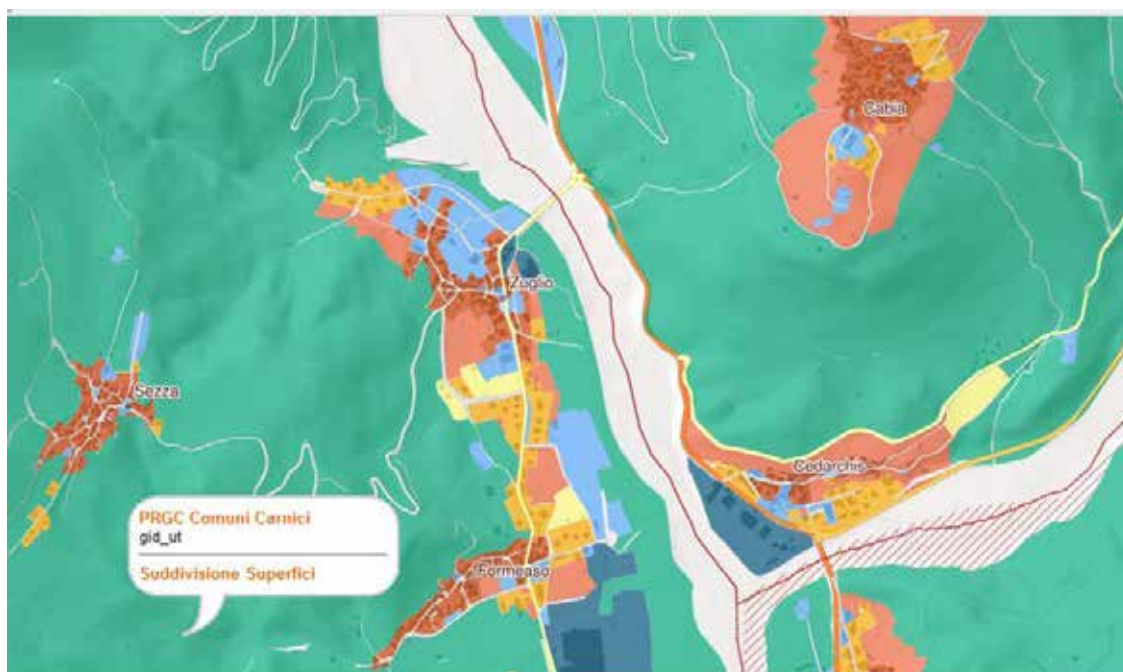 Cabia
Zuglio
Sezza
Cedarchis
PRGC Comuni Carnici
gid_ut
Suddivisione Superfici
Formeaso